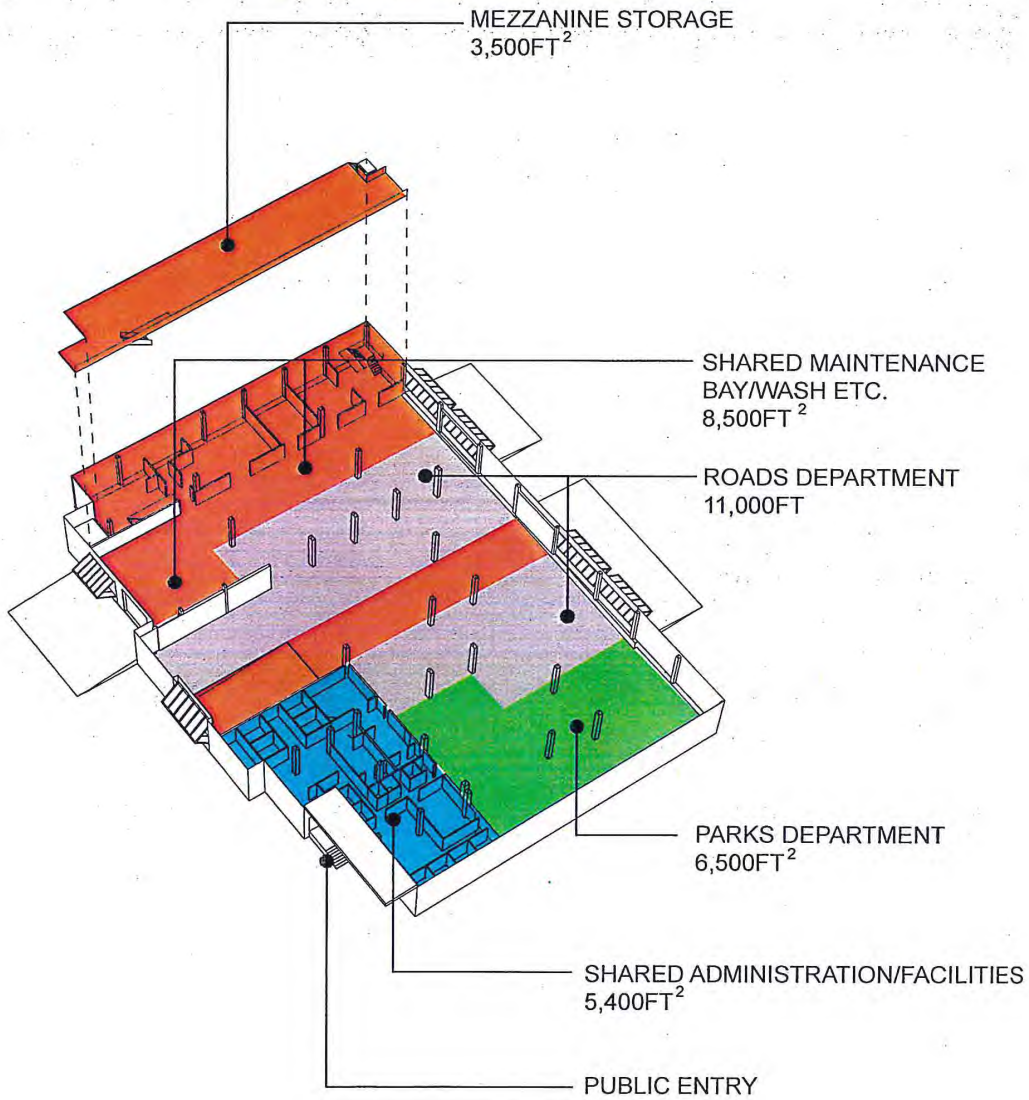 MEZZANINE STORAGE
3,500FT²
SHARED MAINTENANCE
BAY/WASH ETC.
8,500FT²
ROADS DEPARTMENT
11,000FT
PARKS DEPARTMENT
6,500FT²
SHARED ADMINISTRATION/FACILITIES
5,400FT²
PUBLIC ENTRY